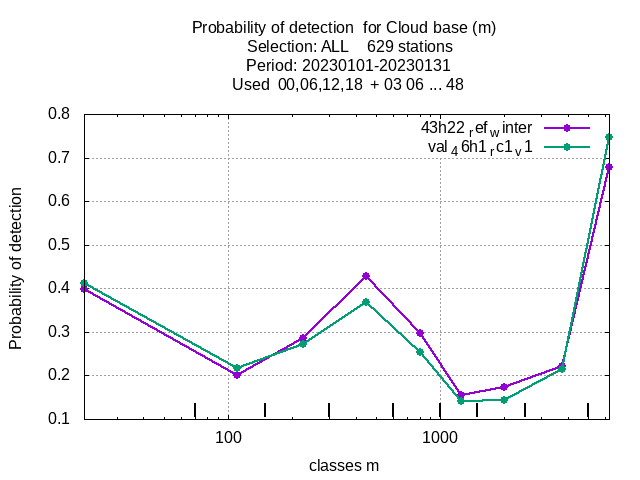 Probability of detection  for Cloud base (m)
Selection: ALL    629 stations
Period: 20230101-20230131
Used  00,06,12,18  + 03 06 ... 48
43h22_ref_winter
val_46h1_rc1_v1
0.8
0.7
0.6
0.5
0.4
0.3
0.2
0.1
Probability of detection
100
1000
classes m